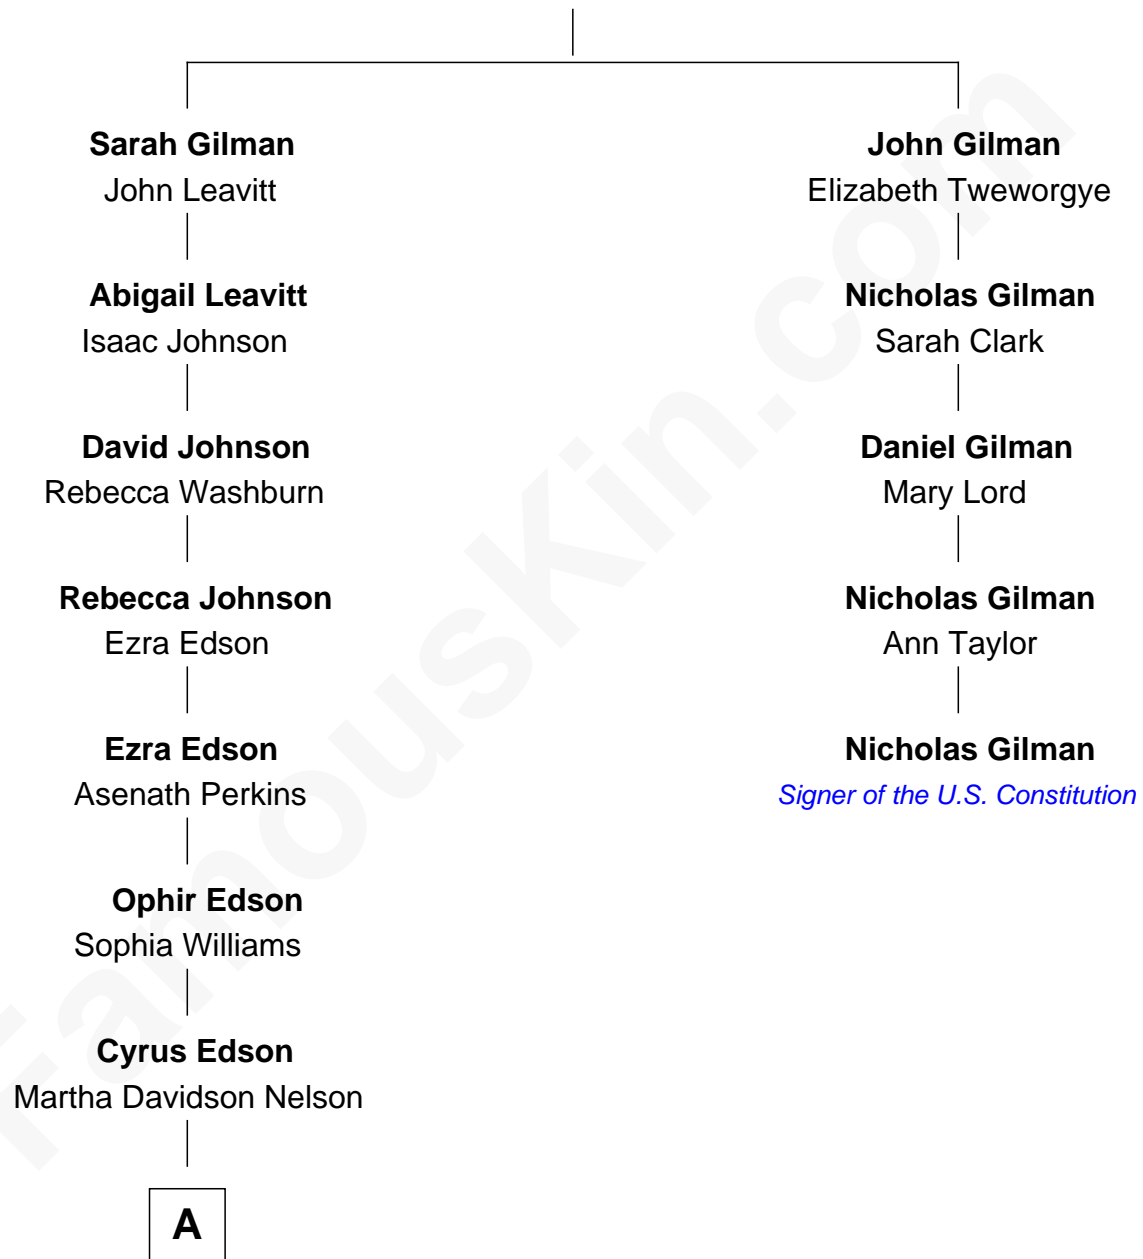 Sarah Gilman
John Leavitt
Abigail Leavitt
Isaac Johnson
David Johnson
Rebecca Washburn
Rebecca Johnson
Ezra Edson
Ezra Edson
Asenath Perkins
Ophir Edson
Sophia Williams
Cyrus Edson
Martha Davidson Nelson
A
John Gilman
Elizabeth Tweworgye
Nicholas Gilman
Sarah Clark
Daniel Gilman
Mary Lord
Nicholas Gilman
Ann Taylor
Nicholas Gilman
Signer of the U.S. Constitution
FamousKin.com